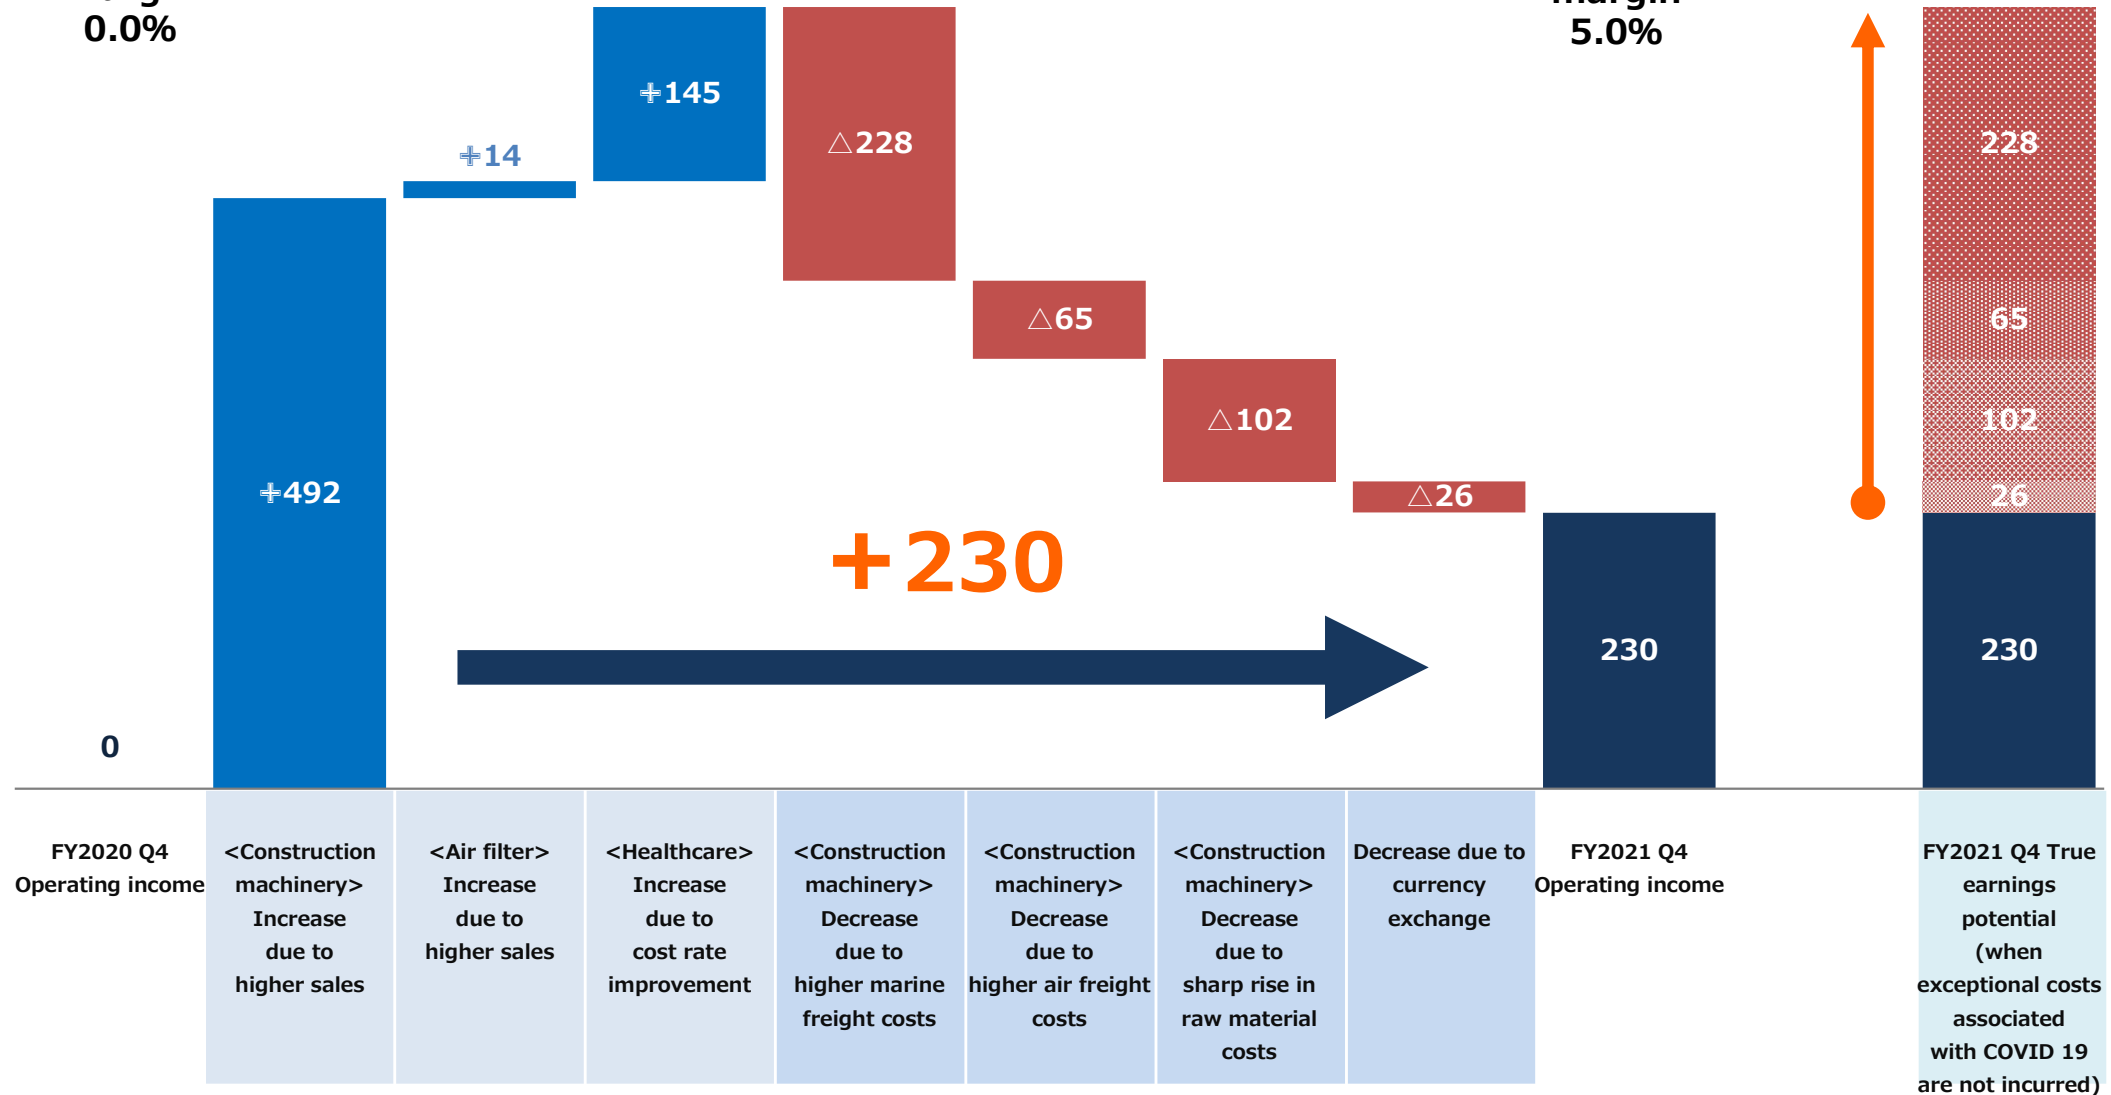 0.0%
margin
5.0%
+145
△228
228
+14
△65
65
△102
102
+492
△26
26
+230
230
230
0
FY2020 Q4
Operating income
<Construction
machinery>
Increase
due to
higher sales
<Air filter>
Increase
due to
higher sales
<Healthcare>
Increase
due to
cost rate
improvement
<Construction
machinery>
Decrease
due to
higher marine
freight costs
<Construction
machinery>
Decrease
due to
higher air freight
costs
<Construction
machinery>
Decrease
due to
sharp rise in
raw material
costs
Decrease due to
currency
exchange
FY2021 Q4
Operating income
FY2021 Q4 True
earnings
potential
(when
exceptional costs
associated
with COVID 19
are not incurred)